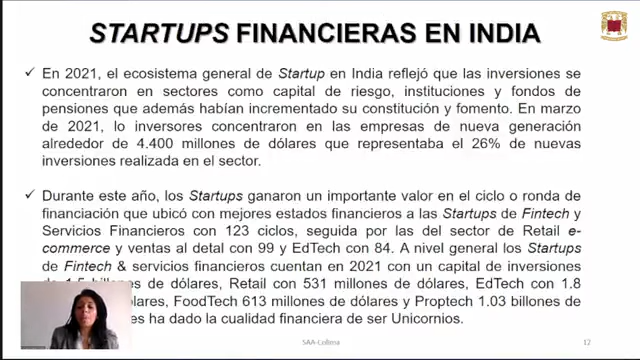 STARTUPS FINANCIERAS EN INDIA
✓ En 2021, el ecosistema general de Startup en India reflejó que las inversiones se
concentraron en sectores como capital de riesgo, instituciones y fondos de
pensiones que además habían incrementado su constitución y fomento. En marzo
de 2021, lo inversores concentraron en las empresas de nueva generación
alrededor de 4.400 millones de dólares que representaba el 26% de nuevas
inversiones realizada en el sector.
✓ Durante este año, los Startups ganaron un importante valor en el ciclo o ronda de
financiación que ubicó con mejores estados financieros a las Startups de Fintech y
Servicios Financieros con 123 ciclos, seguida por las del sector de Retail e-
commerce y ventas al detal con 99 y EdTech con 84. A nivel general los Startups
de Fintech & servicios financieros cuentan en 2021 con un capital de inversiones
de 1.5 billones de dólares, Retail con 531 millones de dólares, EdTech con 1.8
dólares, FoodTech 613 millones de dólares y Proptech 1.03 billones de
es ha dado la cualidad financiera de ser Unicornios.
SAA-Colima
12